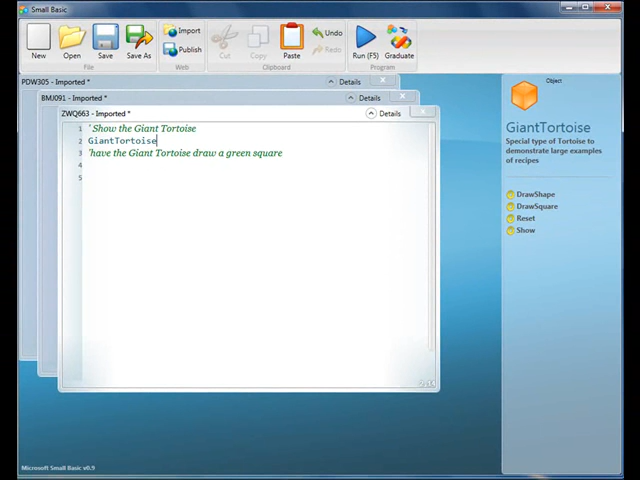 Small Basic
New
Open
Save
Save As
Import
Publish
Cut
Copy
Paste
Undo
Redo
Run (F5)
Graduate
File
Web
Clipboard
Program
PDW305 - Imported *
Details
BMJ091 - Imported *
Details
ZWQ663 - Imported *
Details
1 ' Show the Giant Tortoise
2 GiantTortoise
3 'have the Giant Tortoise draw a green square
4
5
2,14
Microsoft Small Basic v0.9
Object
GiantTortoise
Special type of Tortoise to
demonstrate large examples
of recipes
DrawShape
DrawSquare
Reset
Show